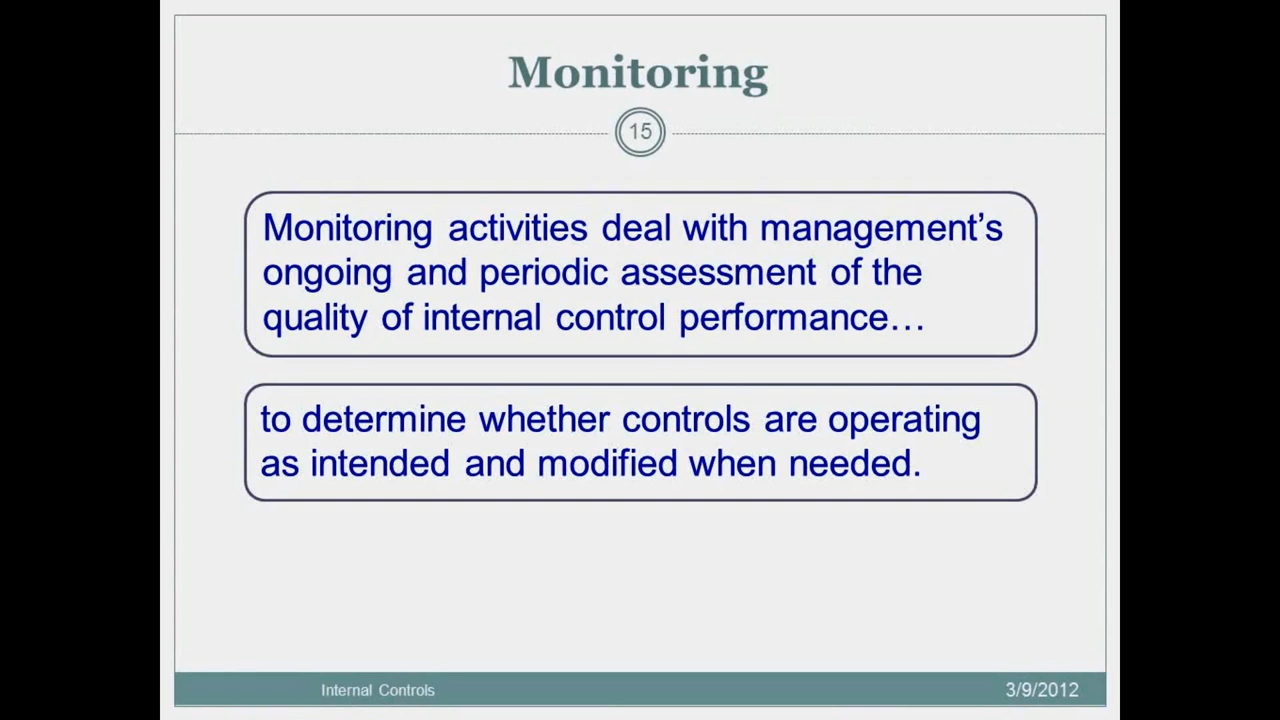 Monitoring
15
Monitoring activities deal with management’s
ongoing and periodic assessment of the
quality of internal control performance…
to determine whether controls are operating
as intended and modified when needed.
Internal Controls
3/9/2012